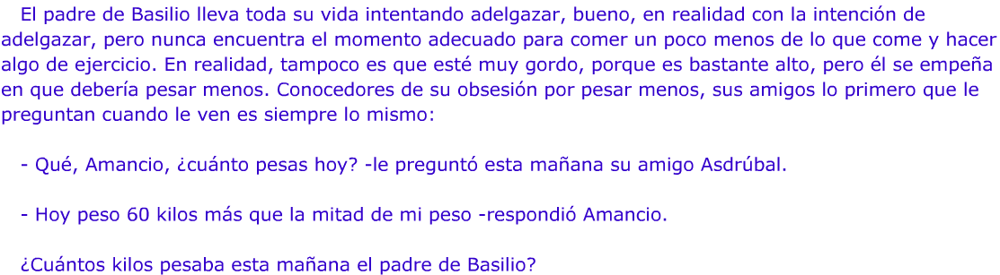 El padre de Basilio lleva toda su vida intentando adelgazar, bueno, en realidad con la intención de
adelgazar, pero nunca encuentra el momento adecuado para comer un poco menos de lo que come y hacer
algo de ejercicio. En realidad, tampoco es que esté muy gordo, porque es bastante alto, pero él se empeña
en que debería pesar menos. Conocedores de su obsesión por pesar menos, sus amigos lo primero que le
preguntan cuando le ven es siempre lo mismo:
- Qué, Amancio, ¿cuánto pesas hoy? -le preguntó esta mañana su amigo Asdrúbal.
- Hoy peso 60 kilos más que la mitad de mi peso -respondió Amancio.
¿Cuántos kilos pesaba esta mañana el padre de Basilio?